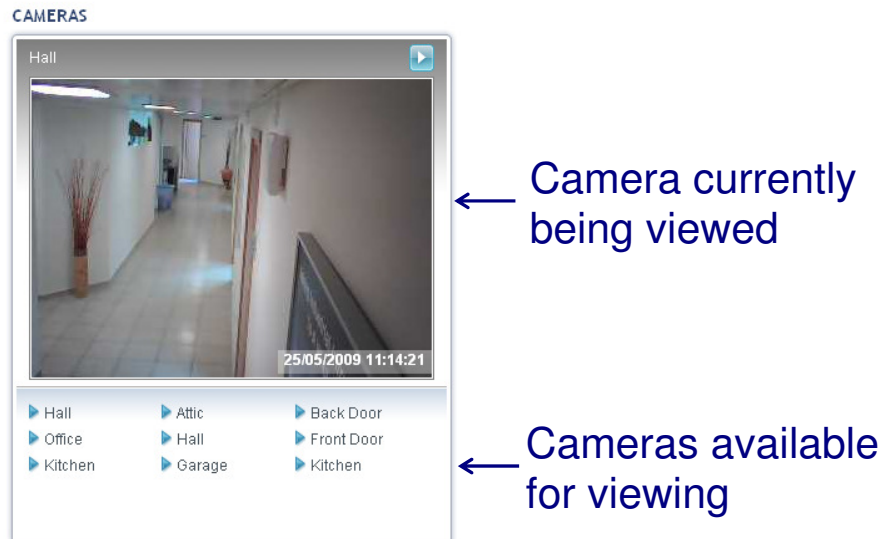 CAMERAS
Hall
25/05/2009 11:14:21
Camera currently
being viewed
Hall Attic Back Door
Office Hall Front Door
Kitchen Garage Kitchen
Cameras available
for viewing